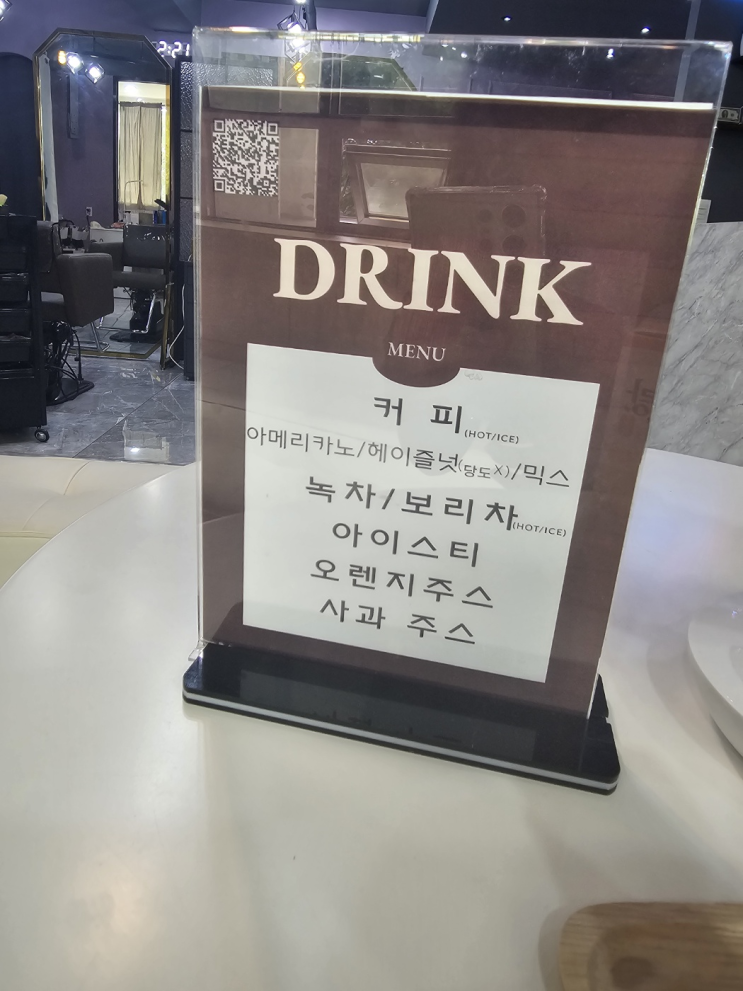 2:21
DRINK
MENU
커 피(HOT/ICE)
아메리카노/헤이즐넛(당도X)/믹스
녹차/보리차(HOT/ICE)
아이스티
오렌지주스
사과 주스